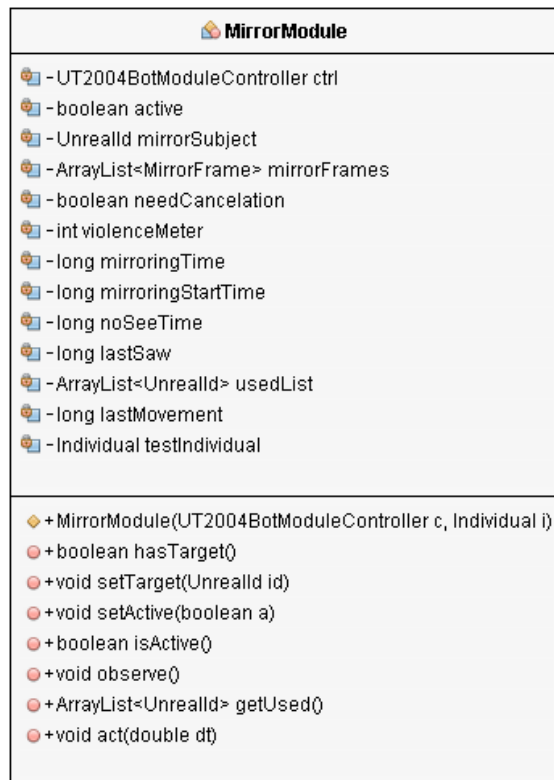 MirrorModule
-UT2004BotModuleController ctrl
-boolean active
-UnrealId mirrorSubject
-ArrayList<MirrorFrame> mirrorFrames
-boolean needCancelation
-int violenceMeter
-long mirroringTime
-long mirroringStartTime
-long noSeeTime
-long lastSaw
-ArrayList<UnrealId> usedList
-long lastMovement
-Individual testIndividual
+MirrorModule(UT2004BotModuleController c, Individual i)
+boolean hasTarget()
+void setTarget(UnrealId id)
+void setActive(boolean a)
+boolean isActive()
+void observe()
+ArrayList<UnrealId> getUsed()
+void act(double dt)